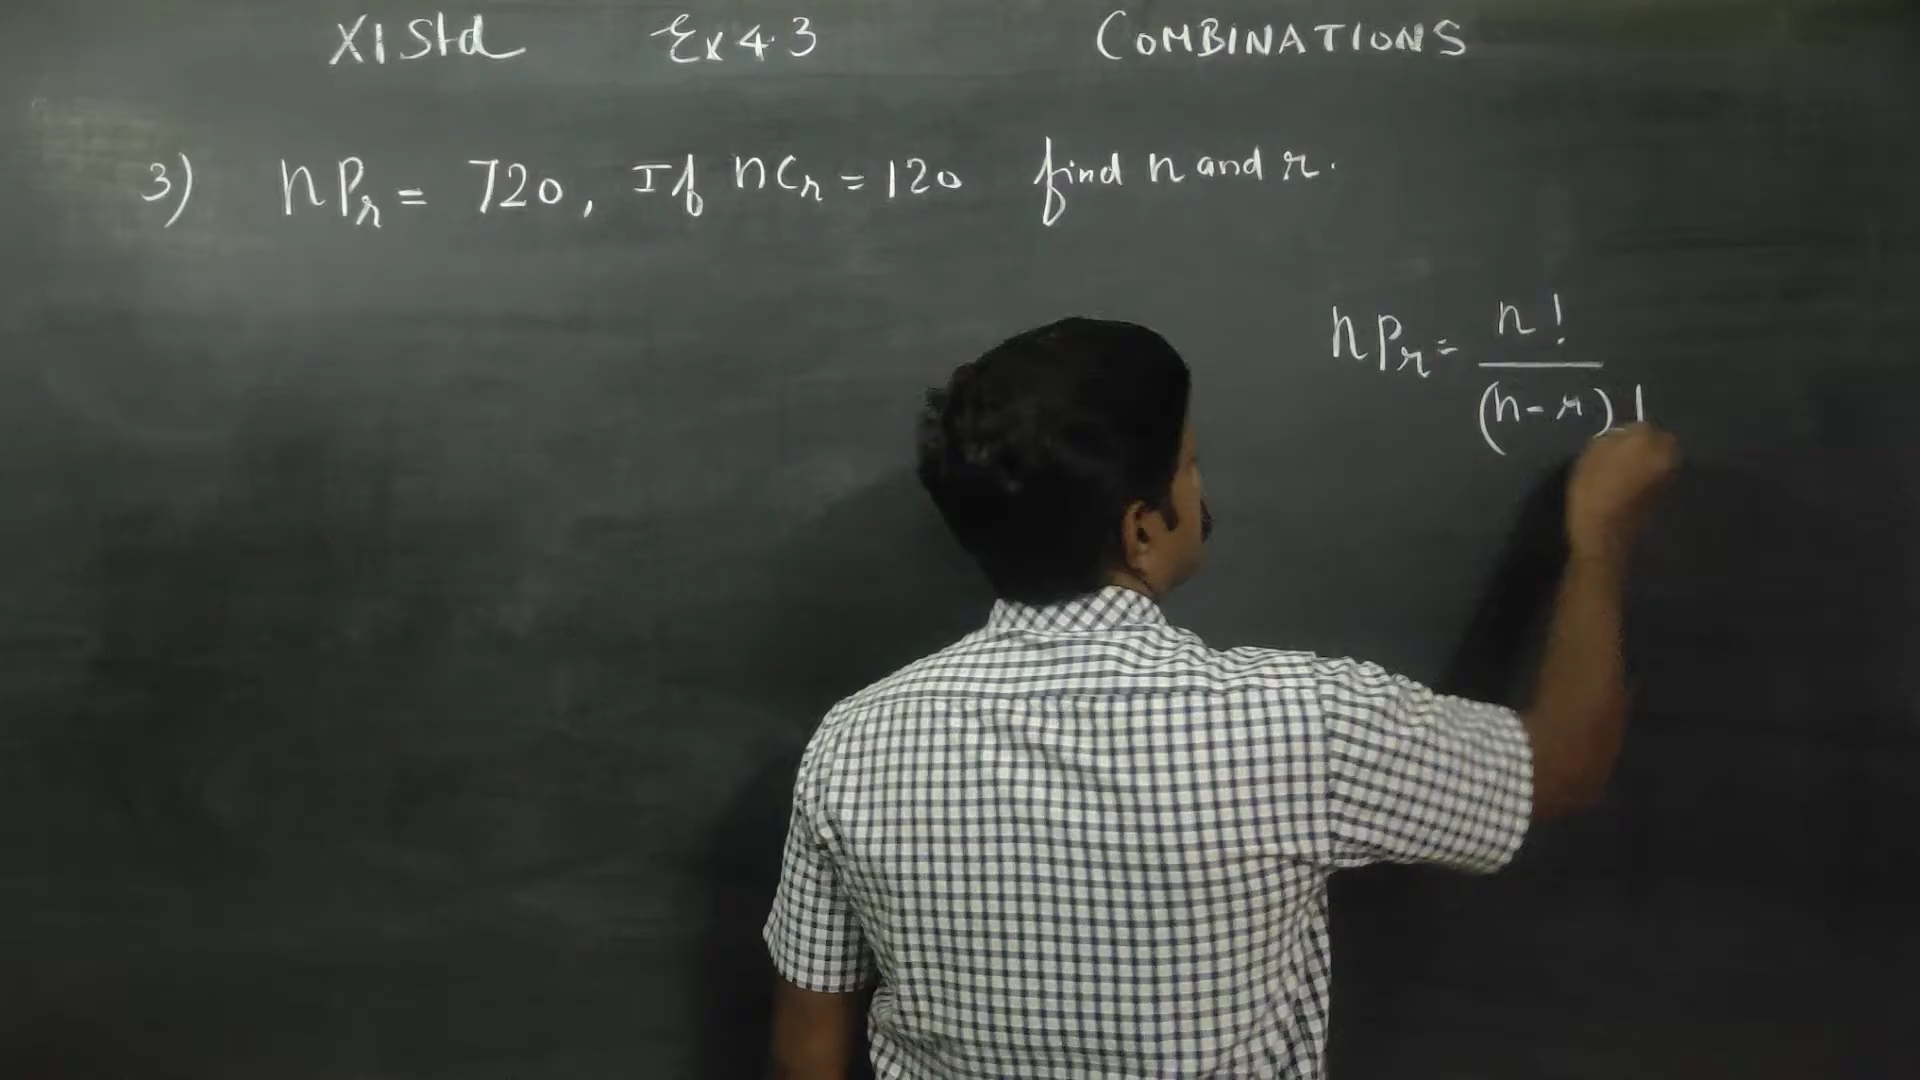 XI Std Ex 4.3 COMBINATIONS
3) nPr = 720, If nCr = 120 find n and r.
nPr = n!
(n-r)!